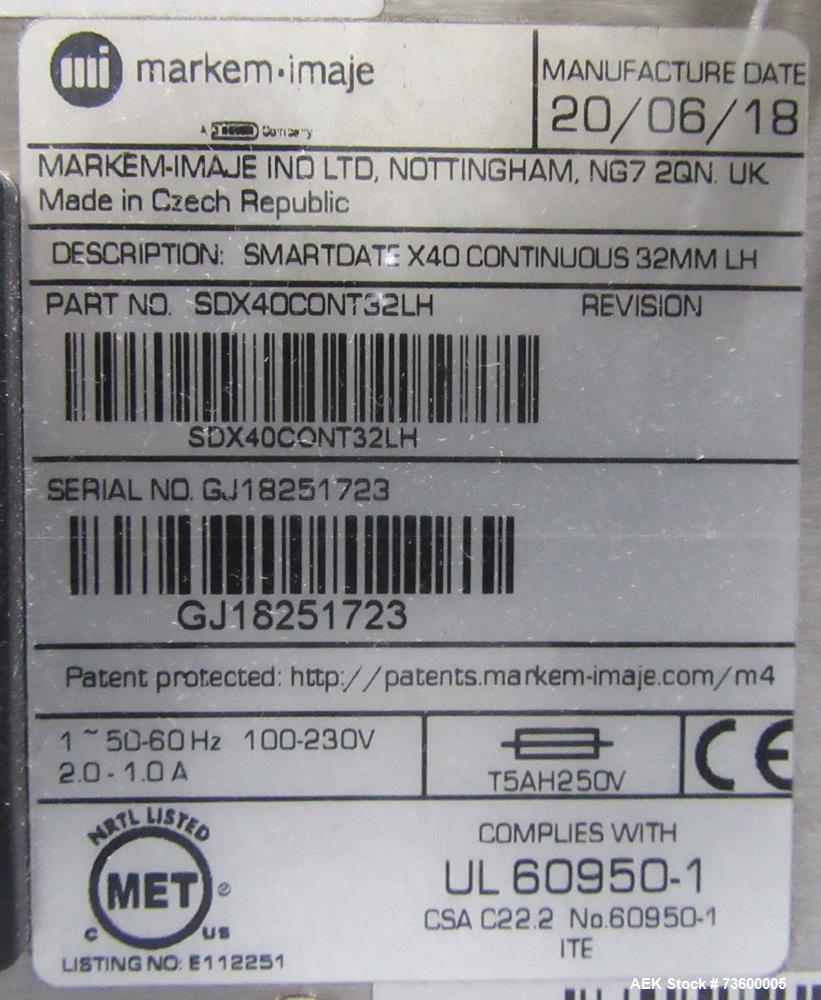 mi markem·imaje
MANUFACTURE DATE
20/06/18
A DOVER Company
MARKEM-IMAJE IND LTD, NOTTINGHAM, NG7 2QN. UK
Made in Czech Republic
DESCRIPTION: SMARTDATE X40 CONTINUOUS 32MM LH
PART NO. SDX40CONT32LH REVISION
SDX40CONT32LH
SERIAL NO. GJ18251723
GJ18251723
Patent protected: http://patents.markem-imaje.com/m4
1 ~ 50-60 Hz 100-230V
2.0 - 1.0 A
T5AH250V
CE
NRTL LISTED
MET ®
C US
LISTING NO: E112251
COMPLIES WITH
UL 60950-1
CSA C22.2 No.60950-1
ITE
AEK Stock # 73600005